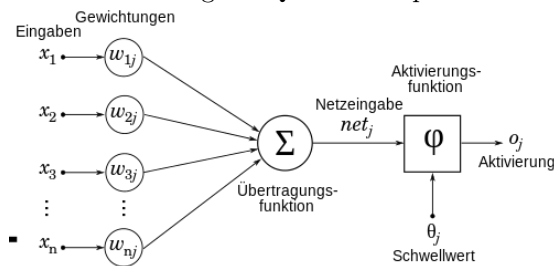 Gewichtungen
Eingaben
x₁ w₁ⱼ
x₂ w₂ⱼ
x₃ w₃ⱼ
⋮ ⋮
xₙ wₙⱼ
Σ
Übertragungs-
funktion
Netzeingabe
netⱼ
Aktivierungs-
funktion
φ
oⱼ
Aktivierung
θⱼ
Schwellwert